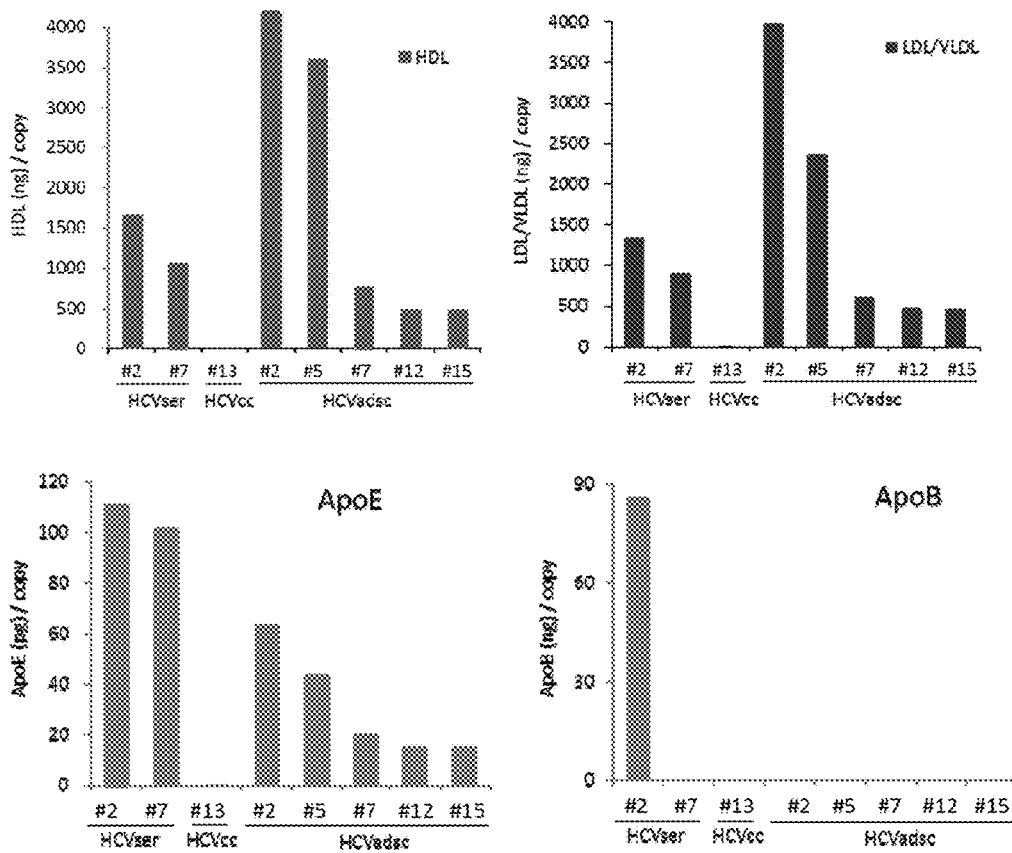 HDL (ng) / copy
4000
3500
3000
2500
2000
1500
1000
500
0
HDL
#2 #7 #13 #2 #5 #7 #12 #15
HCVser HCVcc HCVadsc
LDL/VLDL (ng) / copy
4000
3500
3000
2500
2000
1500
1000
500
0
LDL/VLDL
#2 #7 #13 #2 #5 #7 #12 #15
HCVser HCVcc HCVadsc
ApoE (pg) / copy
120
100
80
60
40
20
0
ApoE
#2 #7 #13 #2 #5 #7 #12 #15
HCVser HCVcc HCVadsc
ApoB (ng) / copy
90
60
30
0
ApoB
#2 #7 #13 #2 #5 #7 #12 #15
HCVser HCVcc HCVadsc